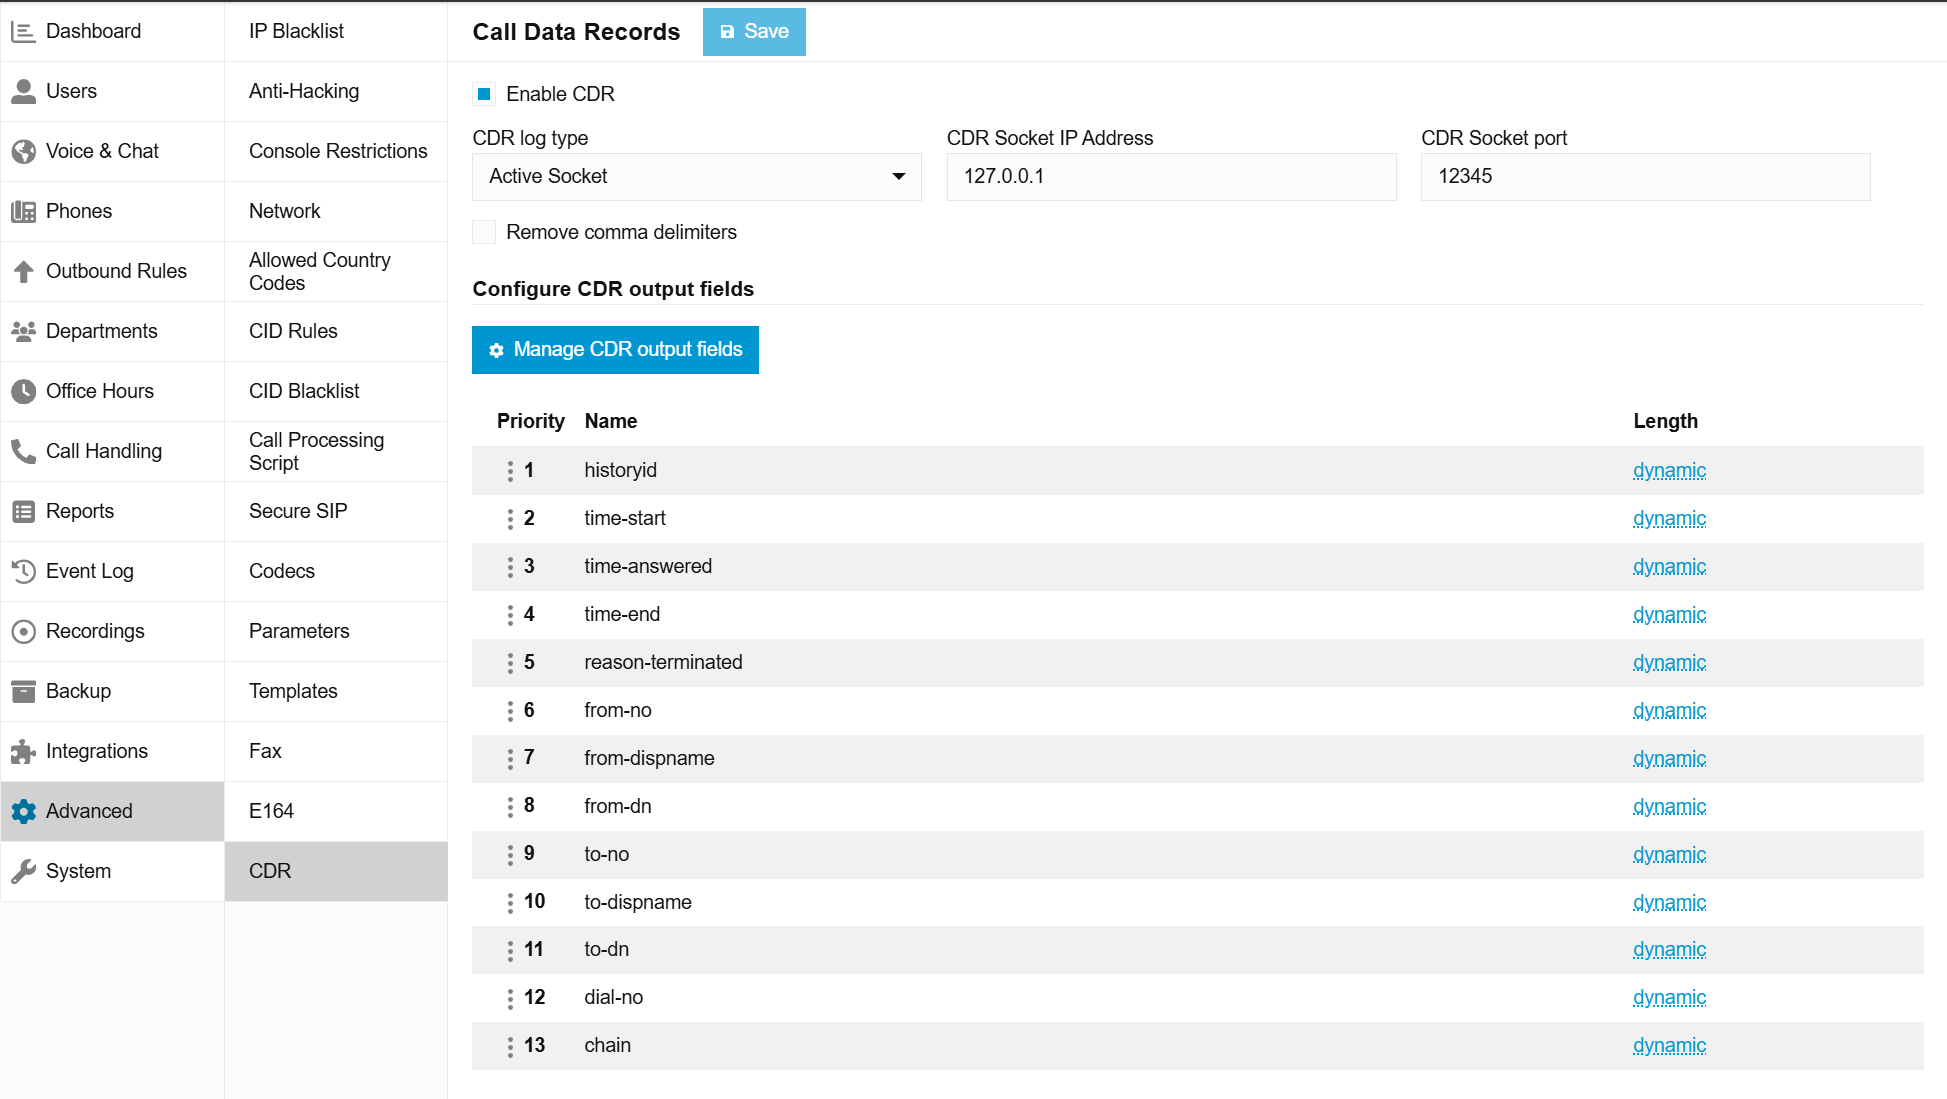 Dashboard
Users
Voice & Chat
Phones
Outbound Rules
Departments
Office Hours
Call Handling
Reports
Event Log
Recordings
Backup
Integrations
Advanced
System
IP Blacklist
Anti-Hacking
Console Restrictions
Network
Allowed Country
Codes
CID Rules
CID Blacklist
Call Processing
Script
Secure SIP
Codecs
Parameters
Templates
Fax
E164
CDR
Call Data Records Save
Enable CDR
CDR log type CDR Socket IP Address CDR Socket port
Active Socket 127.0.0.1 12345
Remove comma delimiters
Configure CDR output fields
Manage CDR output fields
Priority Name Length
1 historyid dynamic
2 time-start dynamic
3 time-answered dynamic
4 time-end dynamic
5 reason-terminated dynamic
6 from-no dynamic
7 from-dispname dynamic
8 from-dn dynamic
9 to-no dynamic
10 to-dispname dynamic
11 to-dn dynamic
12 dial-no dynamic
13 chain dynamic